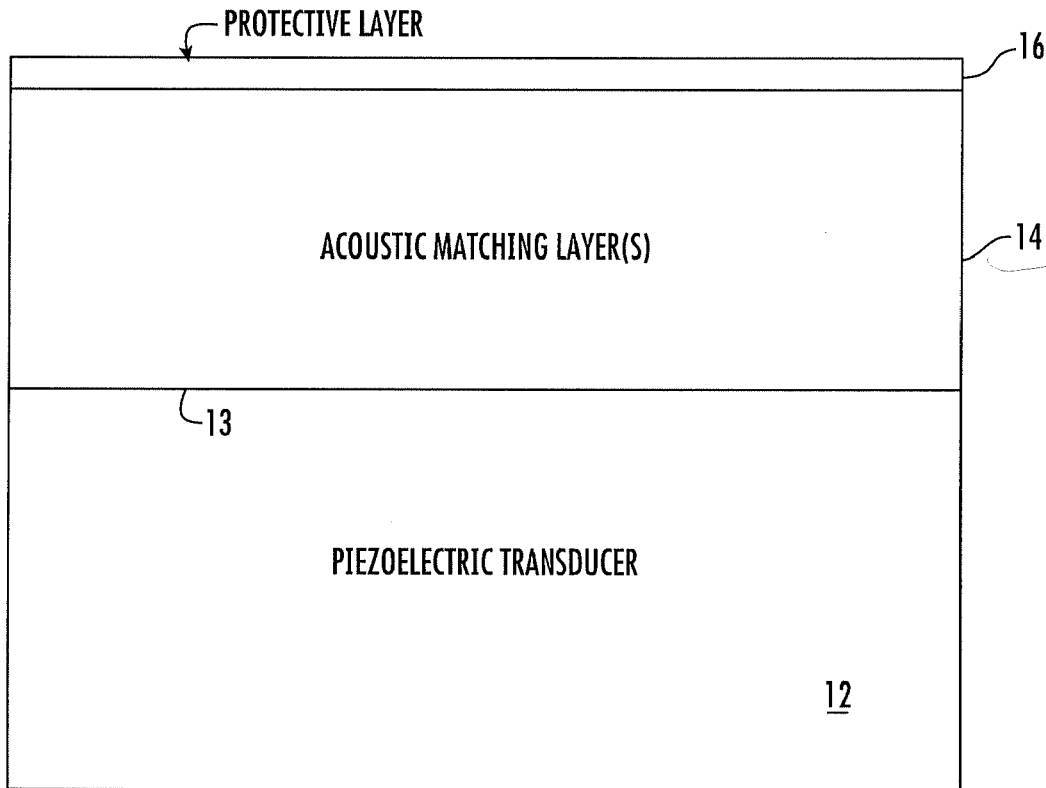 PROTECTIVE LAYER
16
ACOUSTIC MATCHING LAYER(S)
14
13
PIEZOELECTRIC TRANSDUCER
12